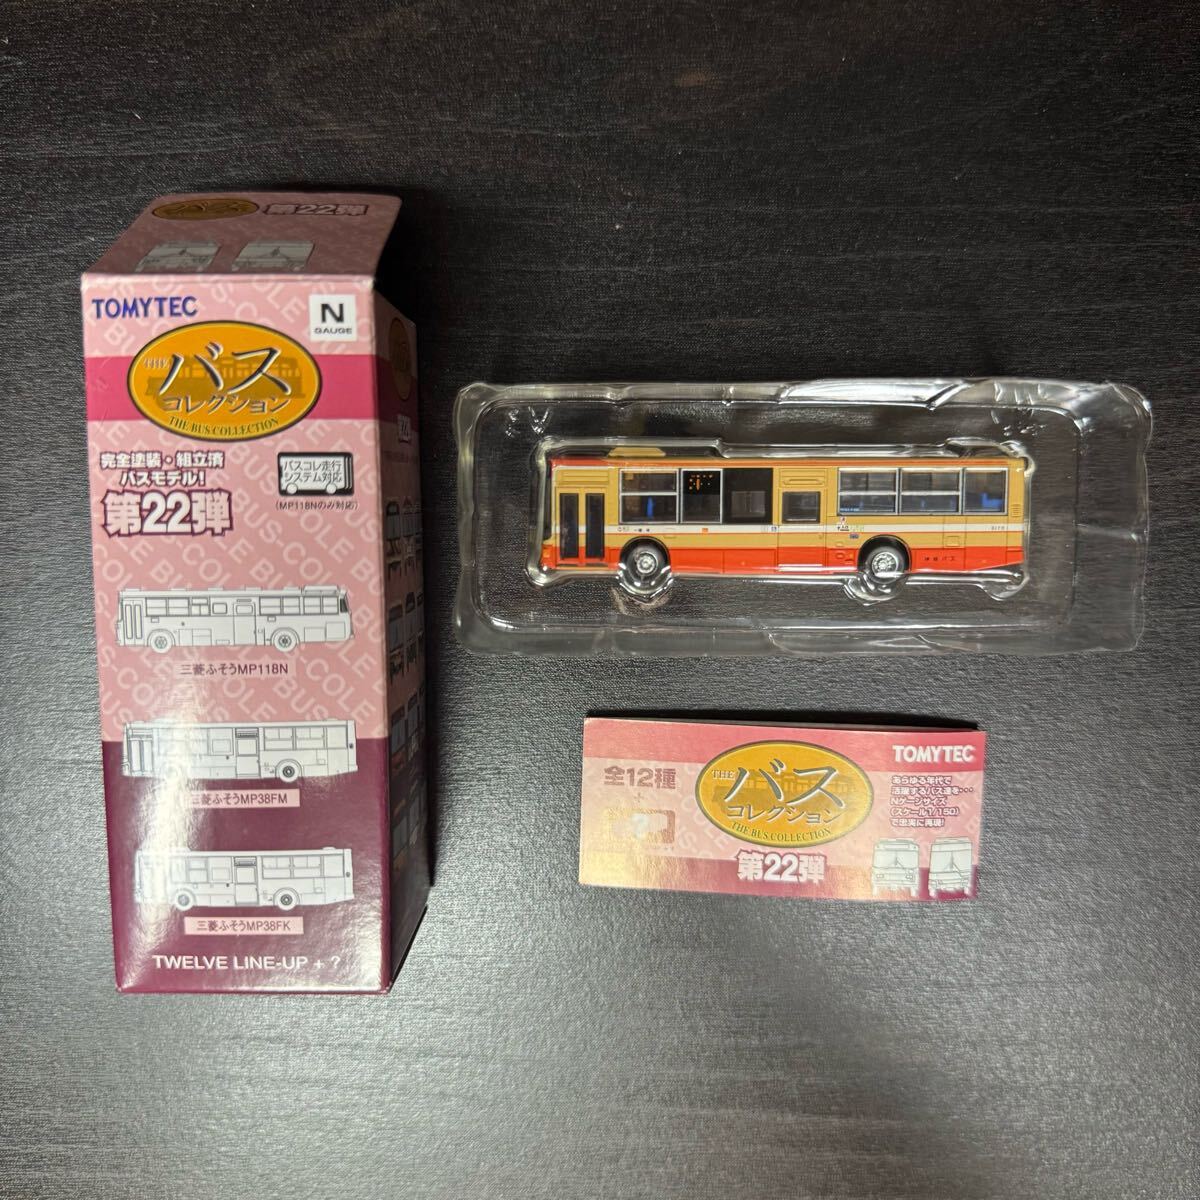 バス 第22弾
TOMYTEC
N
GAUGE
THE
バス
コレクション
THE BUS COLLECTION
完全塗装・組立済
バスモデル!
第22弾
バスコレ走行
システム対応
(MP118Nのみ対応)
三菱ふそうMP118N
三菱ふそうMP38FM
三菱ふそうMP38FK
TWELVE LINE-UP + ?
神姫バス
全12種
+
?
THE
バス
コレクション
THE BUS COLLECTION
第22弾
TOMYTEC
あらゆる年代で
活躍するバス達を…
Nゲージサイズ
(スケール1/150)
で忠実に再現!